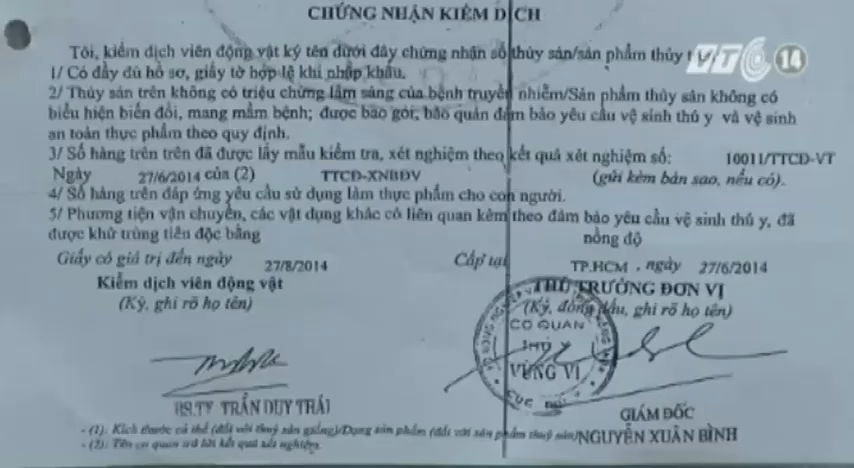 CHỨNG NHẬN KIỂM DỊCH
Tôi, kiểm dịch viên động vật ký tên dưới đây chứng nhận số thủy sản/sản phẩm thủy
VTC 14
1/ Có đầy đủ hồ sơ, giấy tờ hợp lệ khi nhập khẩu.
2/ Thủy sản trên không có triệu chứng lâm sàng của bệnh truyền nhiễm/Sản phẩm thủy sản không có
biểu hiện biến đổi, mang mầm bệnh; được bao gói, bảo quản đảm bảo yêu cầu vệ sinh thú y và vệ sinh
an toàn thực phẩm theo quy định.
3/ Số hàng trên trên đã được lấy mẫu kiểm tra, xét nghiệm theo kết quả xét nghiệm số: 10011/TTCĐ-VT
Ngày 27/6/2014 của (2) TTCĐ-XNBĐV (gửi kèm bản sao, nếu có).
4/ Số hàng trên đáp ứng yêu cầu sử dụng làm thực phẩm cho con người.
5/ Phương tiện vận chuyển, các vật dụng khác có liên quan kèm theo đảm bảo yêu cầu vệ sinh thú y, đã
được khử trùng tiêu độc bằng nồng độ
Giấy có giá trị đến ngày 27/8/2014 Cấp tại TP.HCM , ngày 27/6/2014
Kiểm dịch viên động vật THỦ TRƯỞNG ĐƠN VỊ
(Ký, ghi rõ họ tên) (Ký, đóng dấu, ghi rõ họ tên)
CƠ QUAN
THÚ Y
VÙNG VI
BSTY TRẦN DUY THÁI
GIÁM ĐỐC
- (1): Kích thước cá thể (đối với thuỷ sản giống)/Dạng sản phẩm (đối với sản phẩm thuỷ sản)/NGUYỄN XUÂN BÌNH
- (2): Tên cơ quan trả lời kết quả xét nghiệm.